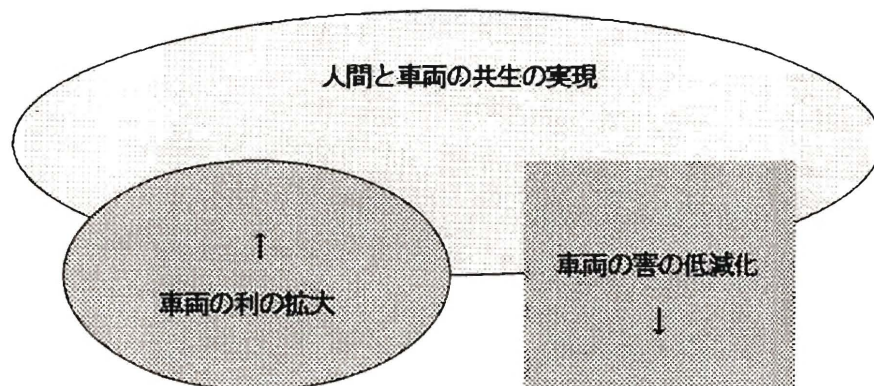 人間と車両の共生の実現
↑
車両の利の拡大
車両の害の低減化
↓